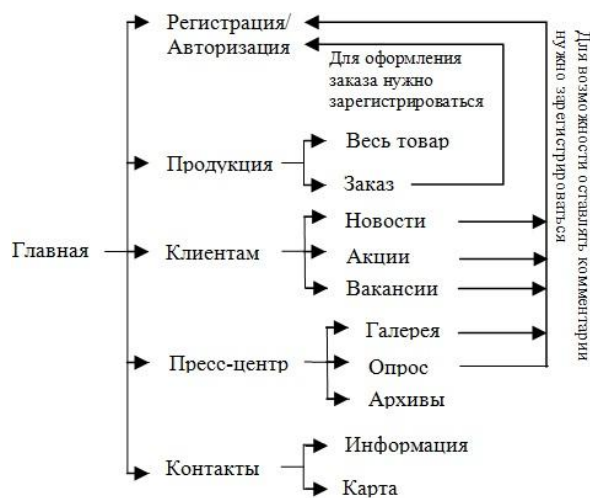 Регистрация/
Авторизация
Для оформления
заказа нужно
зарегистрироваться
Для возможности оставлять комментарии
нужно зарегистрироваться
Весь товар
Продукция
Заказ
Новости
Главная
Клиентам
Акции
Вакансии
Галерея
Пресс-центр
Опрос
Архивы
Информация
Контакты
Карта